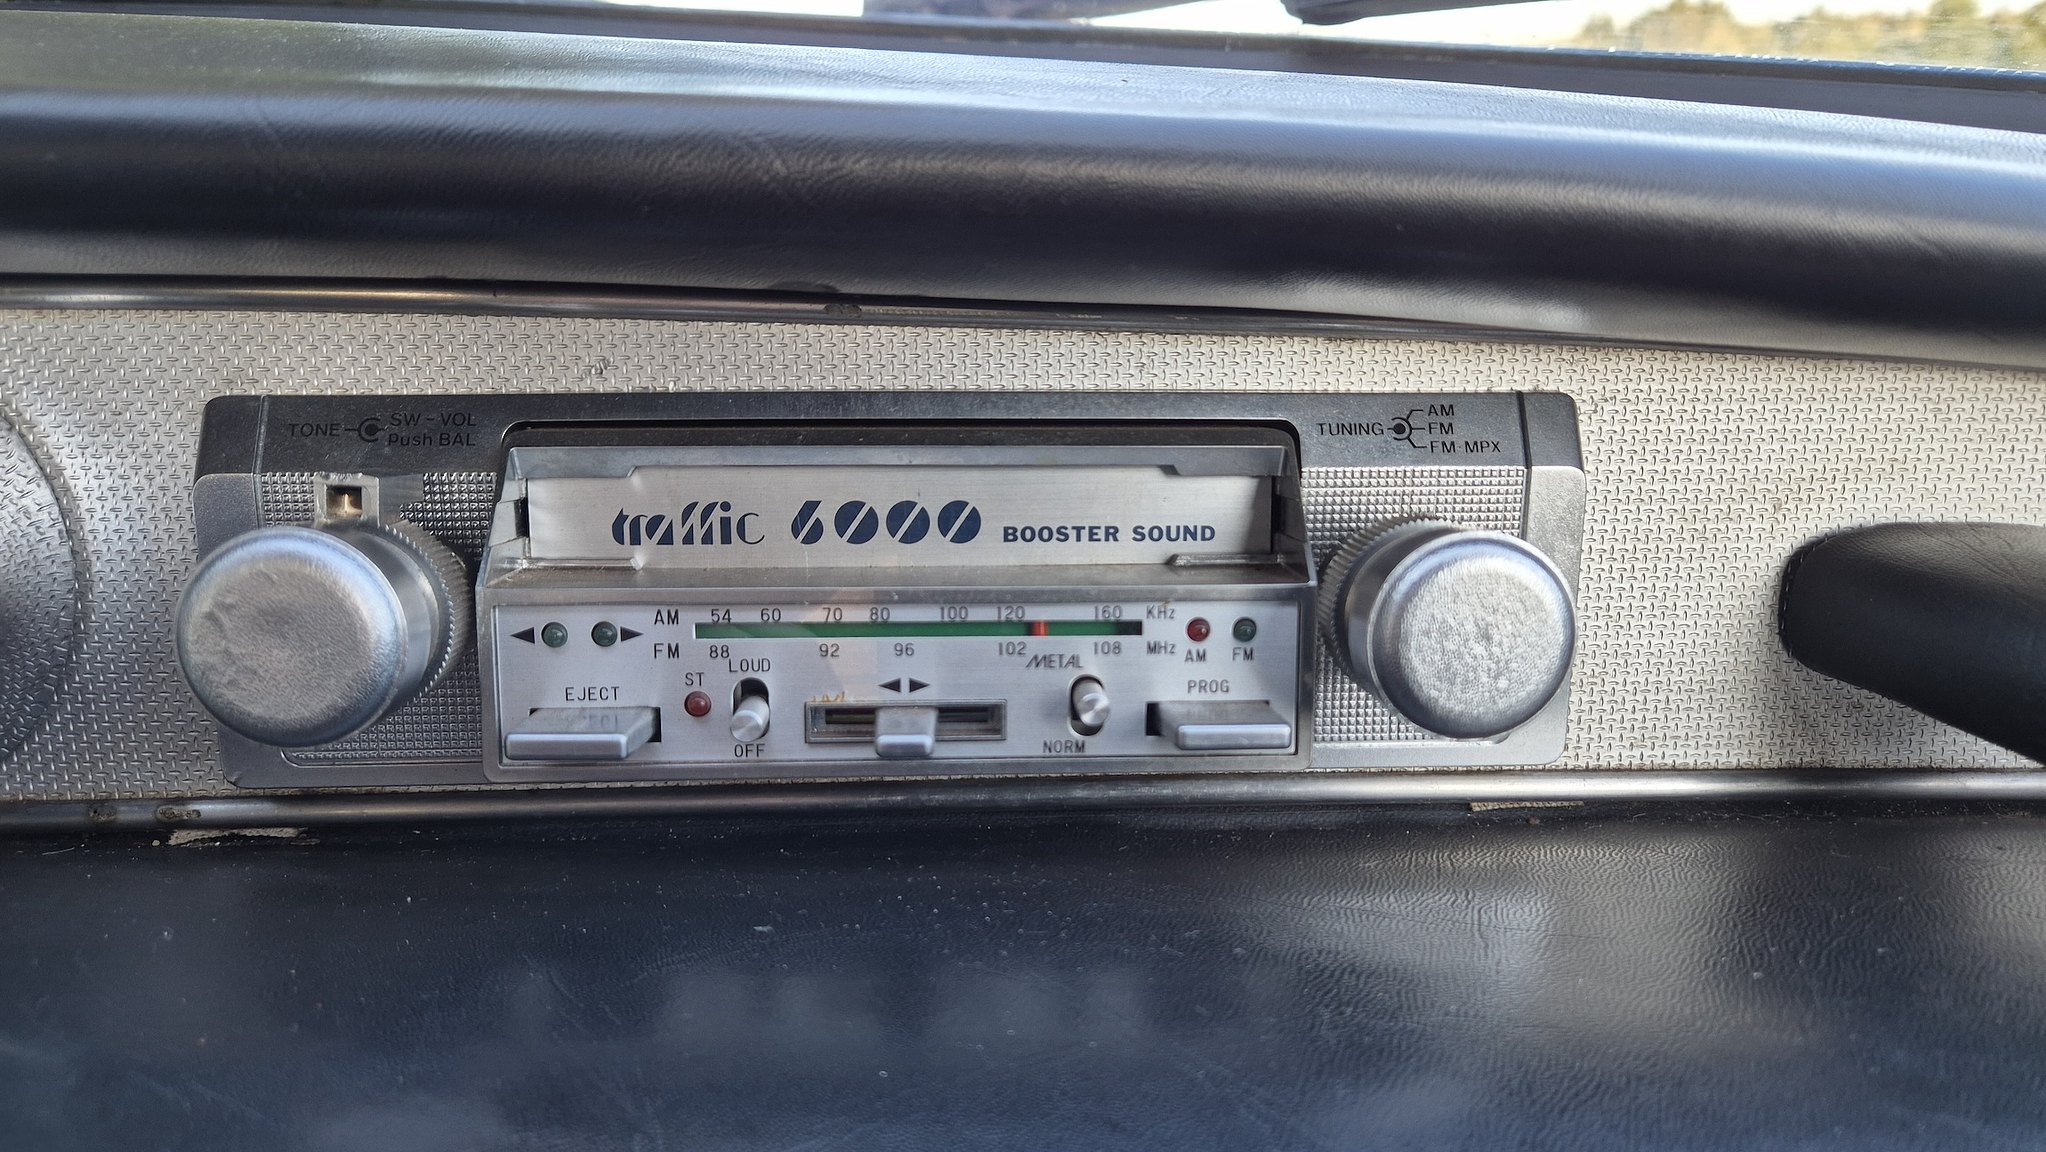 TONE SW-VOL
Push BAL
TUNING AM
FM
FM·MPX
traffic 6000 BOOSTER SOUND
AM 54 60 70 80 100 120 160 KHz
FM 88 92 96 102 108 MHz
AM FM
LOUD
METAL
ST
EJECT
PROG
OFF
NORM